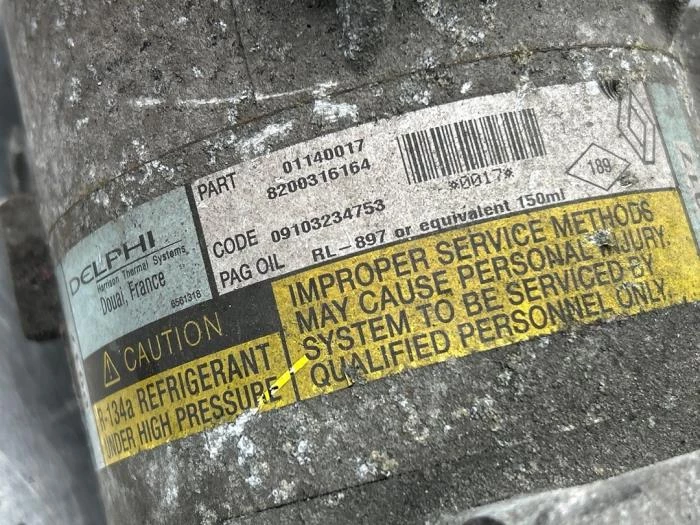 DELPHI
Harrison Thermal Systems
Douai, France
6561318
PART 01140017
8200316164
*0017*
189
CODE 09103234753
PAG OIL RL-897 or equivalent 150ml
CAUTION
R-134a REFRIGERANT
UNDER HIGH PRESSURE
IMPROPER SERVICE METHODS
MAY CAUSE PERSONAL INJURY.
SYSTEM TO BE SERVICED BY
QUALIFIED PERSONNEL ONLY.